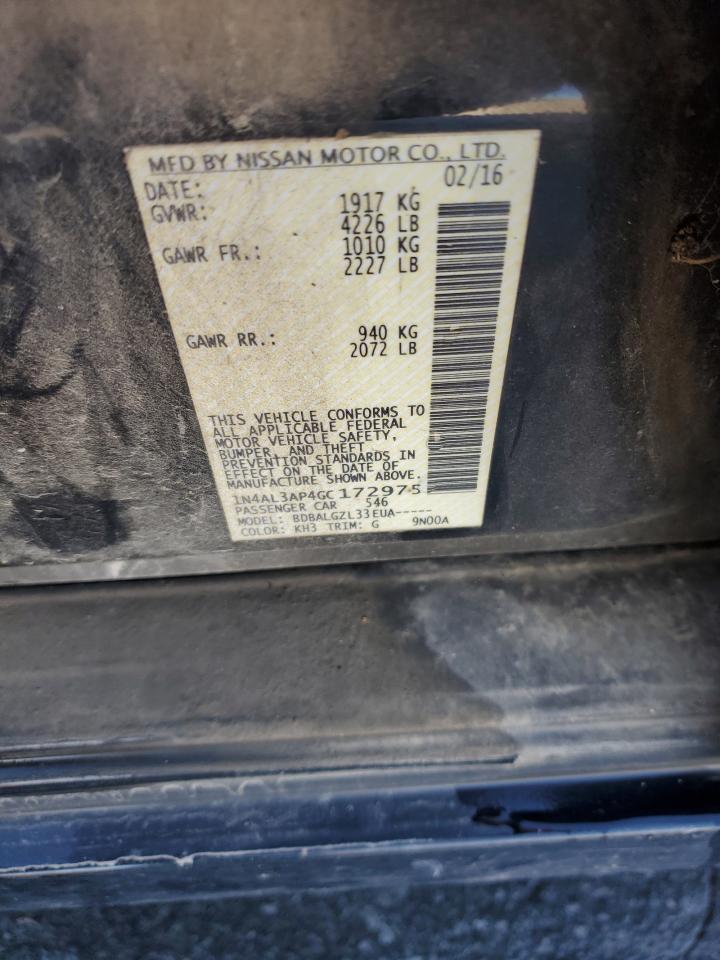 MFD BY NISSAN MOTOR CO., LTD.
DATE: 02/16
GVWR: 1917 KG
4226 LB
GAWR FR.: 1010 KG
2227 LB
GAWR RR.: 940 KG
2072 LB
THIS VEHICLE CONFORMS TO
ALL APPLICABLE FEDERAL
MOTOR VEHICLE SAFETY,
BUMPER, AND THEFT
PREVENTION STANDARDS IN
EFFECT ON THE DATE OF
MANUFACTURE SHOWN ABOVE.
1N4AL3AP4GC172975
PASSENGER CAR 546
MODEL: BDBALGZL33EUA-----
COLOR: KH3 TRIM: G 9N00A